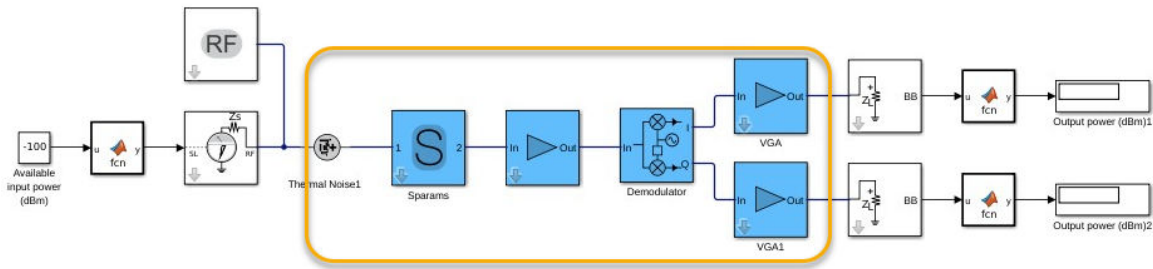 RF
-100
Available
input power
(dBm)
u
y
fcn
SL
Zs
RF
Thermal Noise1
1
S
2
Sparams
In
Out
In
I
Q
Demodulator
In
Out
VGA
In
Out
VGA1
ZL
BB
u
y
fcn
Output power (dBm)1
ZL
BB
u
y
fcn
Output power (dBm)2